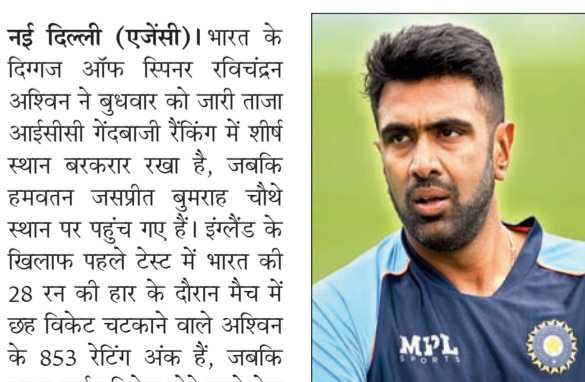 नई दिल्ली (एजेंसी)। भारत के
दिग्गज ऑफ स्पिनर रविचंद्रन
अश्विन ने बुधवार को जारी ताजा
आईसीसी गेंदबाजी रैंकिंग में शीर्ष
स्थान बरकरार रखा है, जबकि
हमवतन जसप्रीत बुमराह चौथे
स्थान पर पहुंच गए हैं। इंग्लैंड के
खिलाफ पहले टेस्ट में भारत की
28 रन की हार के दौरान मैच में
छह विकेट चटकाने वाले अश्विन
के 853 रेटिंग अंक हैं, जबकि
MPL
SPORTS